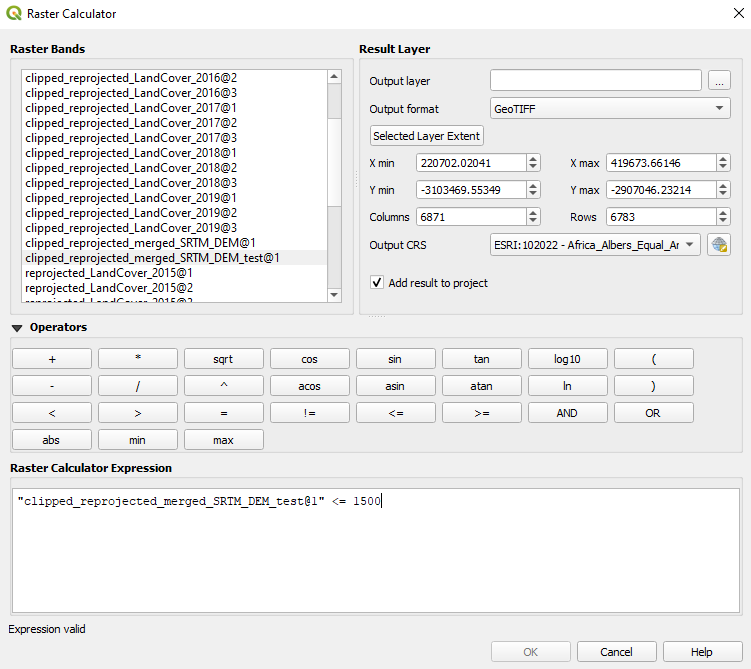 Raster Calculator
Raster Bands
clipped_reprojected_LandCover_2016@2
clipped_reprojected_LandCover_2016@3
clipped_reprojected_LandCover_2017@1
clipped_reprojected_LandCover_2017@2
clipped_reprojected_LandCover_2017@3
clipped_reprojected_LandCover_2018@1
clipped_reprojected_LandCover_2018@2
clipped_reprojected_LandCover_2018@3
clipped_reprojected_LandCover_2019@1
clipped_reprojected_LandCover_2019@2
clipped_reprojected_LandCover_2019@3
clipped_reprojected_merged_SRTM_DEM@1
clipped_reprojected_merged_SRTM_DEM_test@1
reprojected_LandCover_2015@1
reprojected_LandCover_2015@2
reprojected_LandCover_2015@3
Result Layer
Output layer ...
Output format GeoTIFF
Selected Layer Extent
X min 220702.02041 X max 419673.66146
Y min -3103469.55349 Y max -2907046.23214
Columns 6871 Rows 6783
Output CRS ESRI:102022 - Africa_Albers_Equal_Ar
Add result to project
Operators
+ * sqrt cos sin tan log10 (
- / ^ acos asin atan ln )
< > = != <= >= AND OR
abs min max
Raster Calculator Expression
"clipped_reprojected_merged_SRTM_DEM_test@1" <= 1500
Expression valid
OK Cancel Help